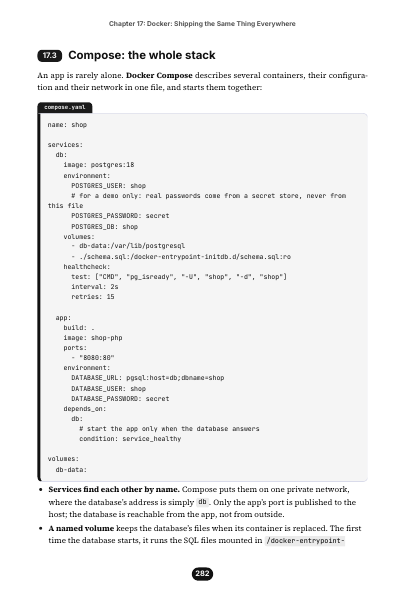 Chapter 17: Docker: Shipping the Same Thing Everywhere
17.3 Compose: the whole stack
An app is rarely alone. Docker Compose describes several containers, their configura-
tion and their network in one file, and starts them together:
compose.yaml
name: shop
services:
  db:
    image: postgres:18
    environment:
      POSTGRES_USER: shop
      # for a demo only: real passwords come from a secret store, never from
this file
      POSTGRES_PASSWORD: secret
      POSTGRES_DB: shop
    volumes:
      - db-data:/var/lib/postgresql
      - ./schema.sql:/docker-entrypoint-initdb.d/schema.sql:ro
    healthcheck:
      test: ["CMD", "pg_isready", "-U", "shop", "-d", "shop"]
      interval: 2s
      retries: 15
  app:
    build: .
    image: shop-php
    ports:
      - "8080:80"
    environment:
      DATABASE_URL: pgsql:host=db;dbname=shop
      DATABASE_USER: shop
      DATABASE_PASSWORD: secret
    depends_on:
      db:
        # start the app only when the database answers
        condition: service_healthy
volumes:
  db-data:
• Services find each other by name. Compose puts them on one private network,
where the database's address is simply db. Only the app's port is published to the
host; the database is reachable from the app, not from outside.
• A named volume keeps the database's files when its container is replaced. The first
time the database starts, it runs the SQL files mounted in /docker-entrypoint-
282